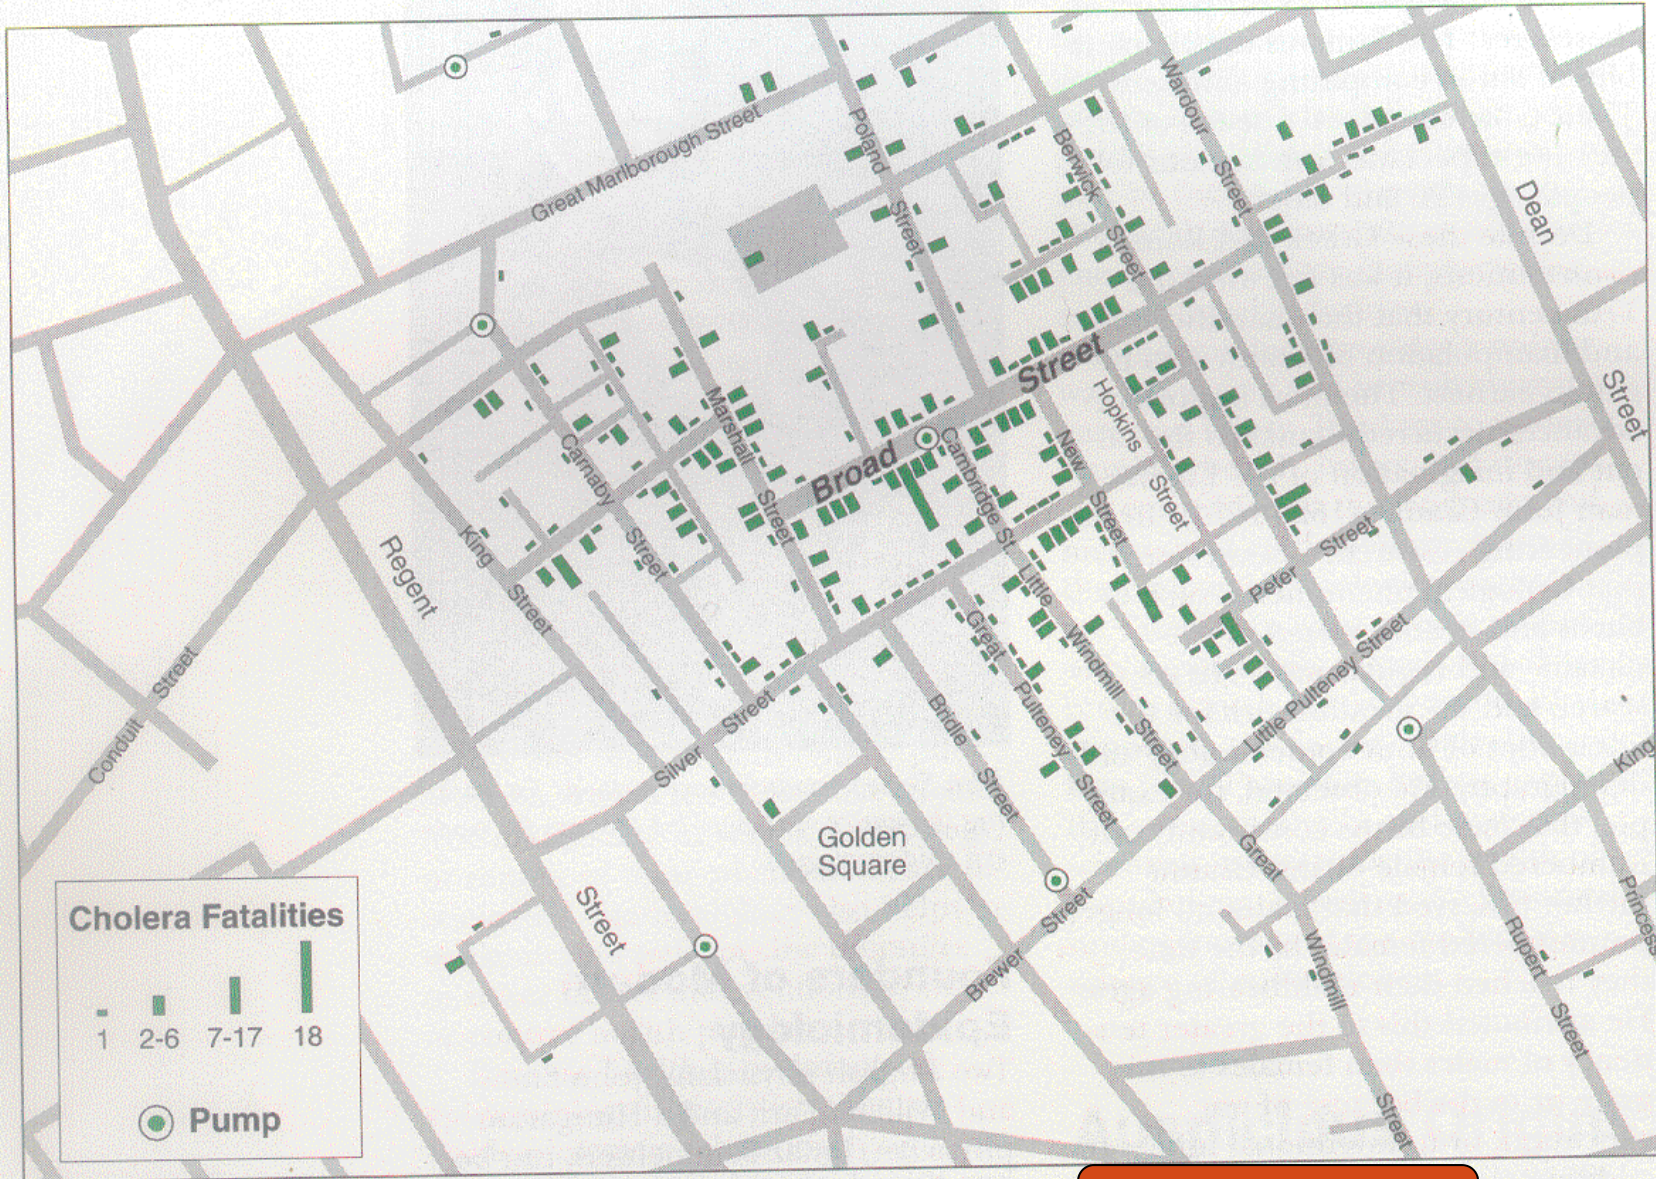 Great Marlborough Street
Poland
Street
Berwick
Street
Wardour
Street
Dean
Street
Broad
Street
Marshall
Street
Carnaby
Street
King
Street
Regent
Street
Conduit
Street
Cambridge St.
New
Street
Hopkins
Street
Peter
Street
Little
Windmill
Street
Great
Pulteney
Street
Bridle
Street
Little Pulteney Street
Silver
Street
Golden
Square
Brewer
Street
Great
Windmill
Street
Rupert
Street
King
Princess
Cholera Fatalities
1 2-6 7-17 18
Pump